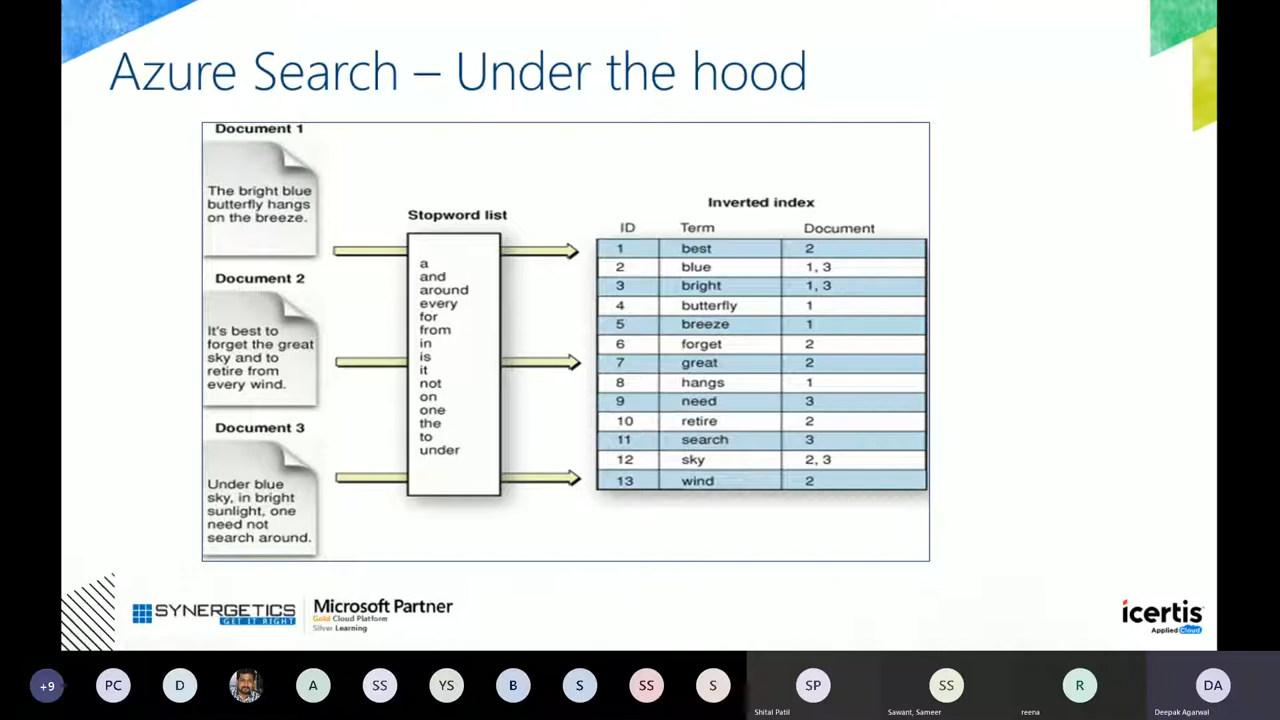 Azure Search – Under the hood
Document 1
The bright blue
butterfly hangs
on the breeze.
Document 2
It's best to
forget the great
sky and to
retire from
every wind.
Document 3
Under blue
sky, in bright
sunlight, one
need not
search around.
Stopword list
a
and
around
every
for
from
in
is
it
not
on
one
the
to
under
Inverted index
ID Term Document
1 best 2
2 blue 1, 3
3 bright 1, 3
4 butterfly 1
5 breeze 1
6 forget 2
7 great 2
8 hangs 1
9 need 3
10 retire 2
11 search 3
12 sky 2, 3
13 wind 2
SYNERGETICS
GET IT RIGHT
Microsoft Partner
Gold Cloud Platform
Silver Learning
icertis
Applied Cloud
+9 PC D A SS YS B S SS S SP SS R DA
Shital Patil Sawant, Sameer reena Deepak Agarwal